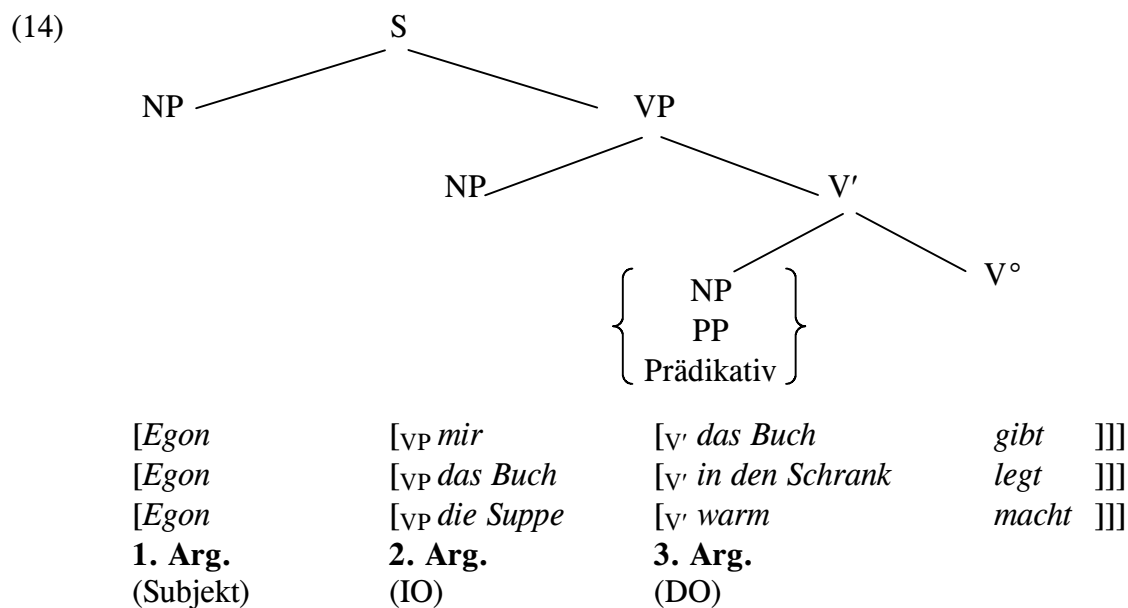 (14) S
NP VP
NP V′
NP V°
PP
Prädikativ
[Egon [VP mir [V′ das Buch gibt ]]]
[Egon [VP das Buch [V′ in den Schrank legt ]]]
[Egon [VP die Suppe [V′ warm macht ]]]
1. Arg. 2. Arg. 3. Arg.
(Subjekt) (IO) (DO)